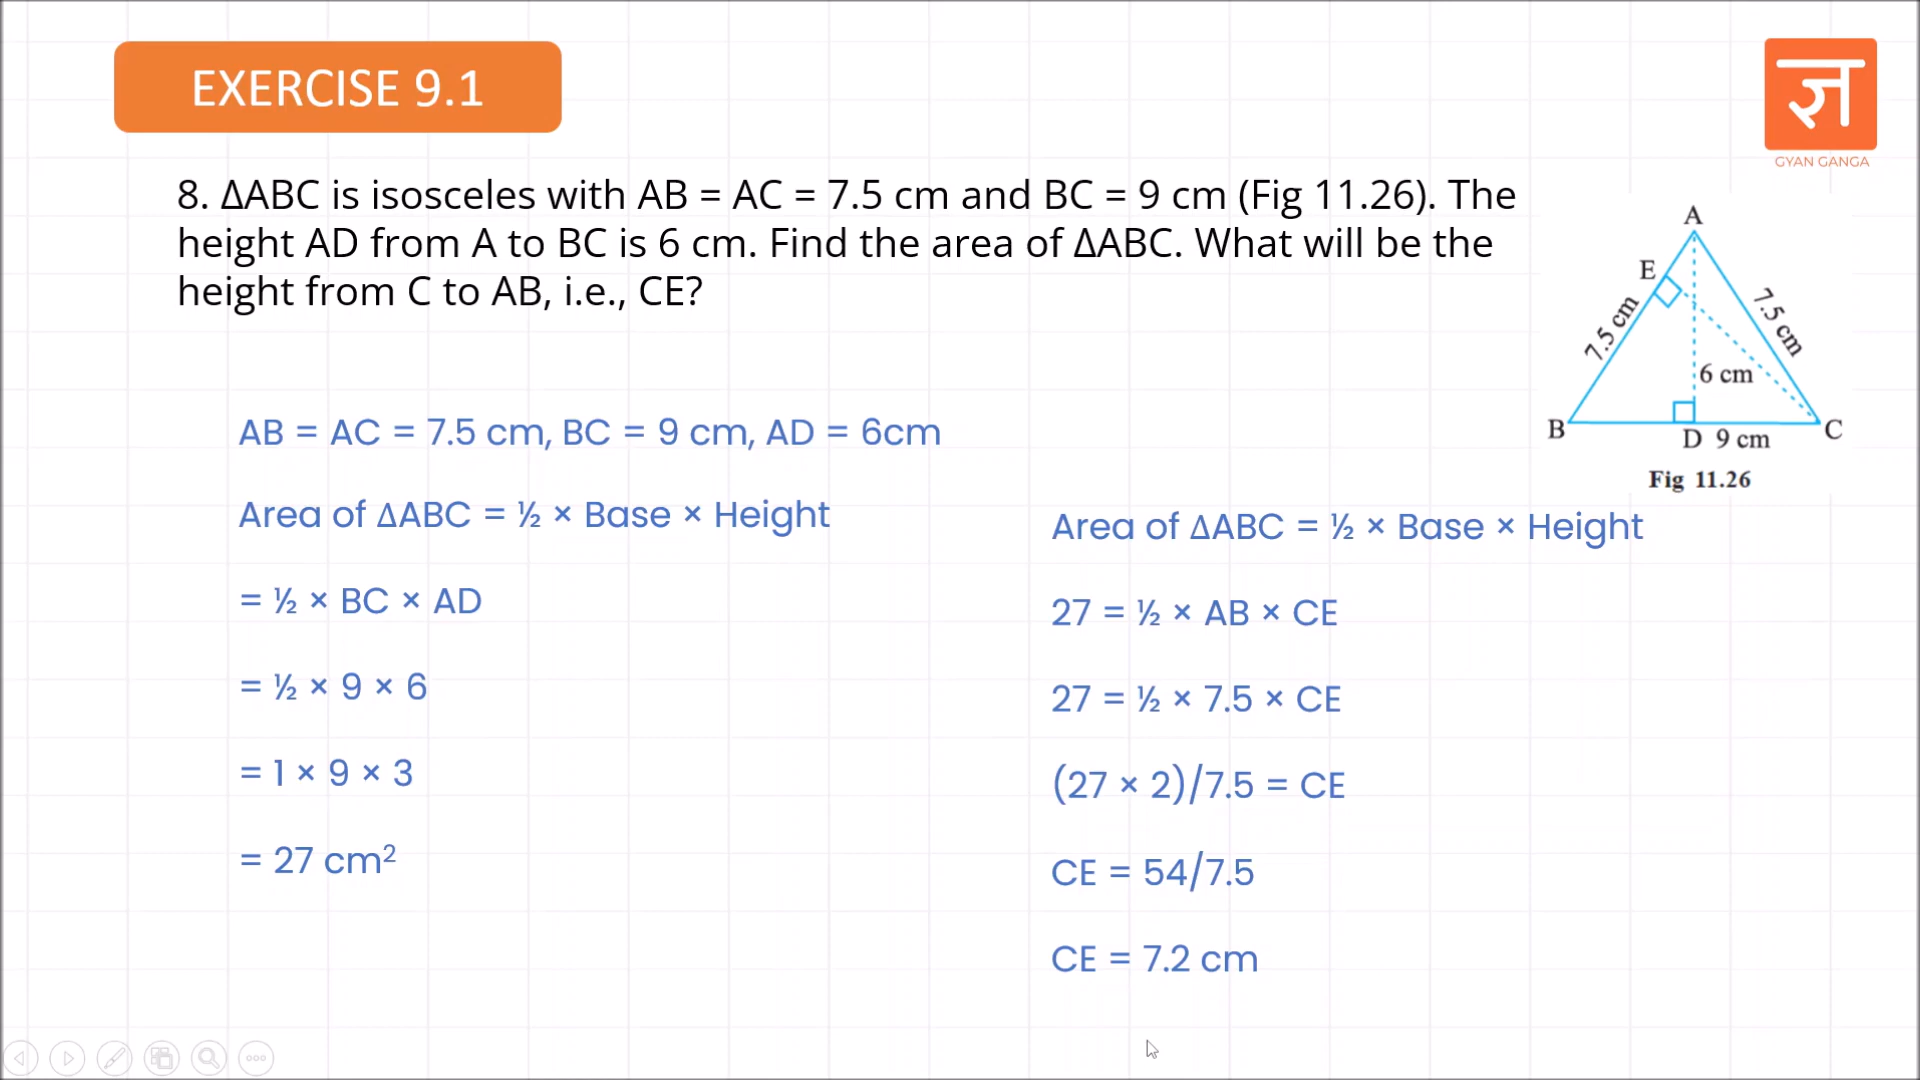 EXERCISE 9.1
ज्ञ
GYAN GANGA
8. ΔABC is isosceles with AB = AC = 7.5 cm and BC = 9 cm (Fig 11.26). The
height AD from A to BC is 6 cm. Find the area of ΔABC. What will be the
height from C to AB, i.e., CE?
A
E
7.5 cm
7.5 cm
6 cm
B
D 9 cm
C
Fig 11.26
AB = AC = 7.5 cm, BC = 9 cm, AD = 6cm
Area of ΔABC = ½ × Base × Height
= ½ × BC × AD
= ½ × 9 × 6
= 1 × 9 × 3
= 27 cm²
Area of ΔABC = ½ × Base × Height
27 = ½ × AB × CE
27 = ½ × 7.5 × CE
(27 × 2)/7.5 = CE
CE = 54/7.5
CE = 7.2 cm